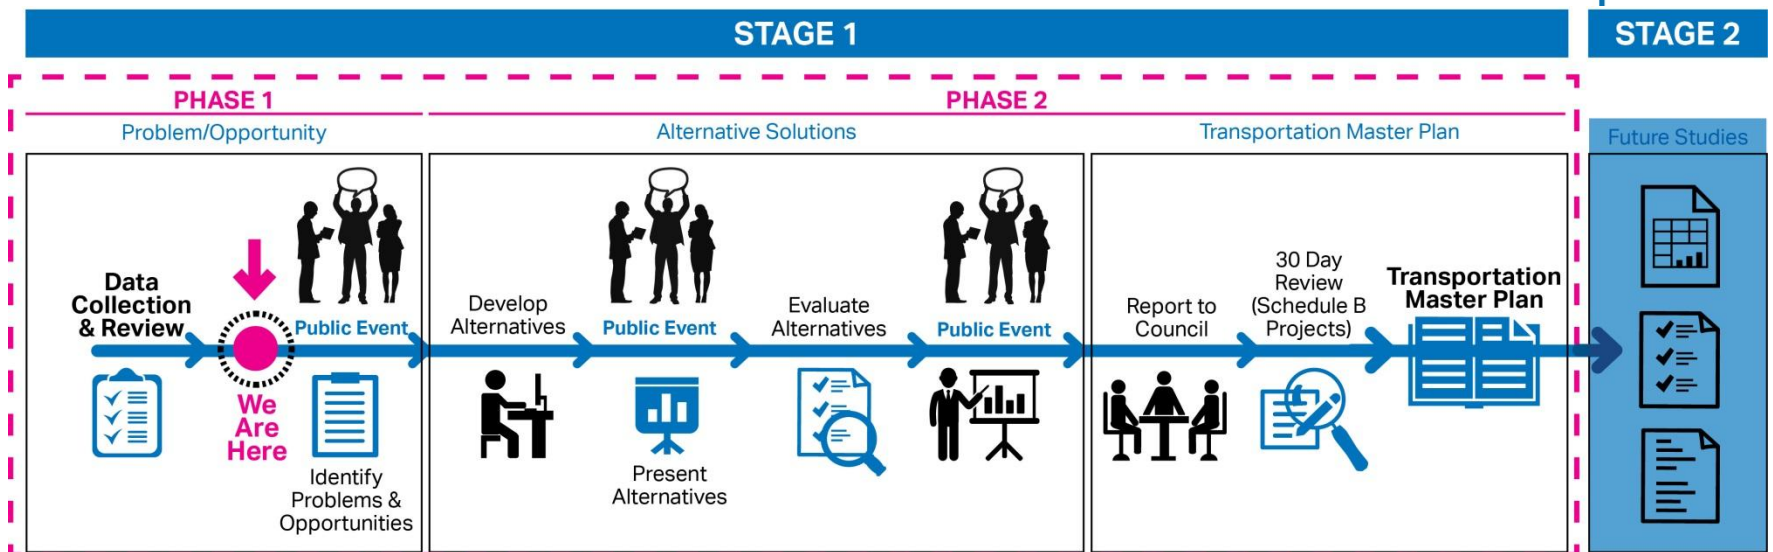 STAGE 1
STAGE 2
PHASE 1
PHASE 2
Problem/Opportunity
Alternative Solutions
Transportation Master Plan
Future Studies
Data
Collection
& Review
We
Are
Here
Public Event
Identify
Problems &
Opportunities
Develop
Alternatives
Public Event
Present
Alternatives
Evaluate
Alternatives
Public Event
Report to
Council
30 Day
Review
(Schedule B
Projects)
Transportation
Master Plan